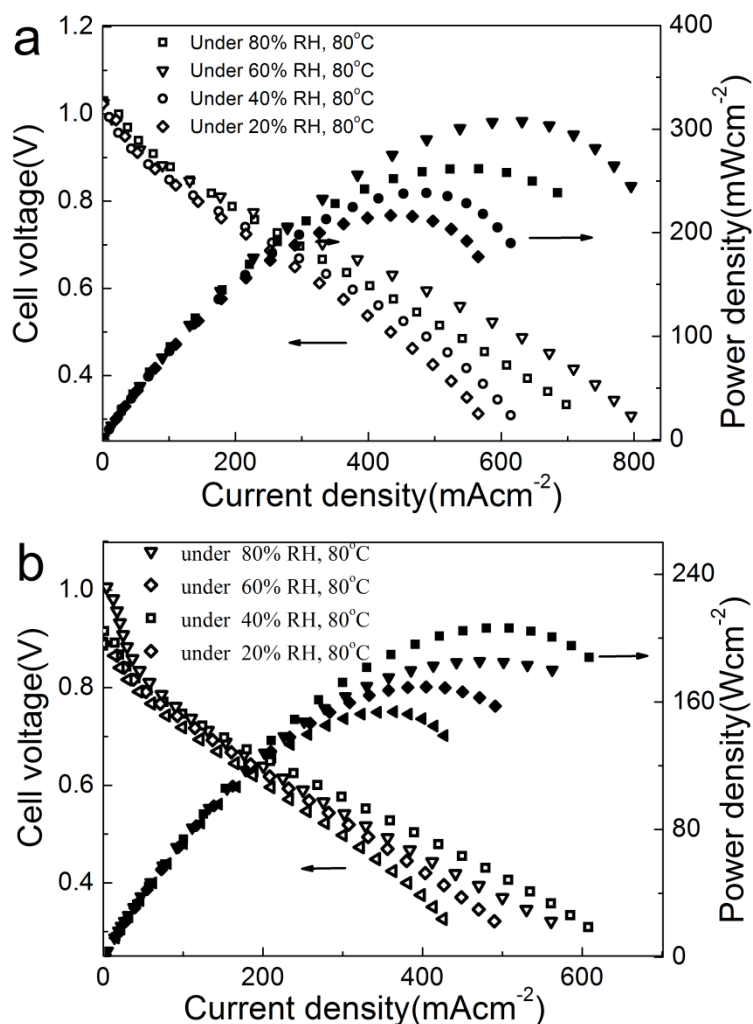 a
Under 80% RH, 80°C
Under 60% RH, 80°C
Under 40% RH, 80°C
Under 20% RH, 80°C
1.2
1.0
0.8
0.6
0.4
Cell voltage(V)
400
300
200
100
0
Power density(mWcm⁻²)
0 200 400 600 800
Current density(mAcm⁻²)
b
under 80% RH, 80°C
under 60% RH, 80°C
under 40% RH, 80°C
under 20% RH, 80°C
1.0
0.8
0.6
0.4
Cell voltage(V)
240
160
80
0
Power density(Wcm⁻²)
0 200 400 600
Current density(mAcm⁻²)